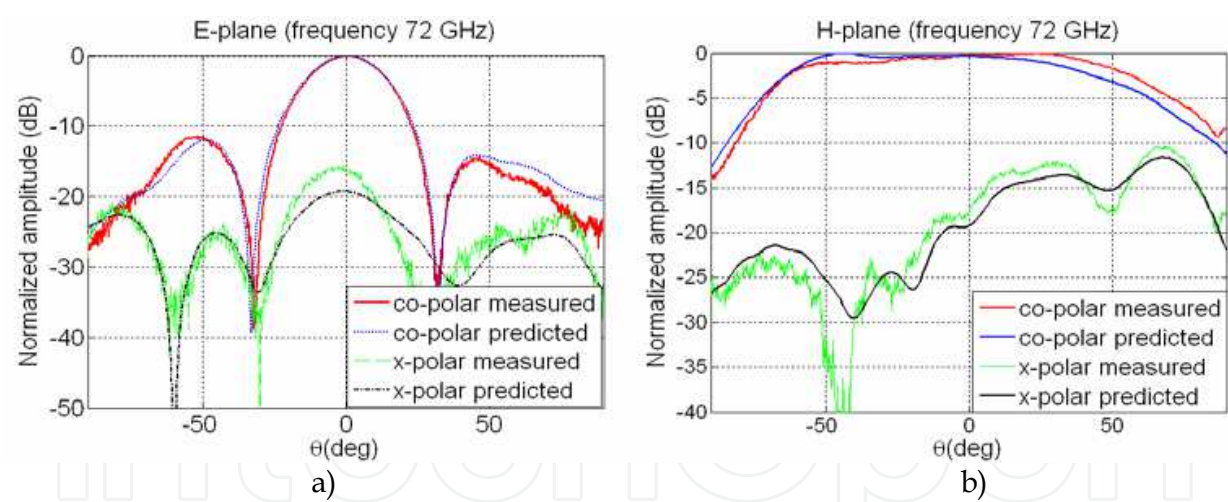 E-plane (frequency 72 GHz)
Normalized amplitude (dB)
0
-10
-20
-30
-40
-50
-50
0
50
θ(deg)
co-polar measured
co-polar predicted
x-polar measured
x-polar predicted
a)
H-plane (frequency 72 GHz)
Normalized amplitude (dB)
0
-5
-10
-15
-20
-25
-30
-35
-40
-50
0
50
θ(deg)
co-polar measured
co-polar predicted
x-polar measured
x-polar predicted
b)